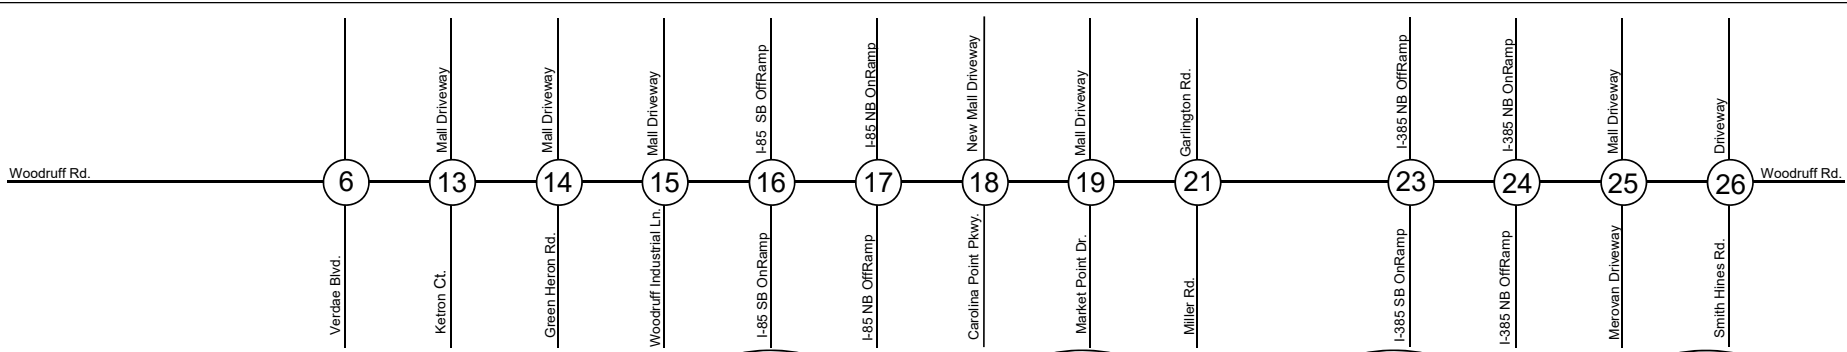 Mall Driveway
Mall Driveway
Mall Driveway
I-85 SB OffRamp
I-85 NB OnRamp
New Mall Driveway
Mall Driveway
Garlington Rd.
I-385 NB OffRamp
I-385 NB OnRamp
Mall Driveway
Driveway
Woodruff Rd.
6
13
14
15
16
17
18
19
21
23
24
25
26
Woodruff Rd.
Verdae Blvd.
Ketron Ct.
Green Heron Rd.
Woodruff Industrial Ln.
I-85 SB OnRamp
I-85 NB OffRamp
Carolina Point Pkwy.
Market Point Dr.
Miller Rd.
I-385 SB OnRamp
I-385 NB OffRamp
Merovan Driveway
Smith Hines Rd.